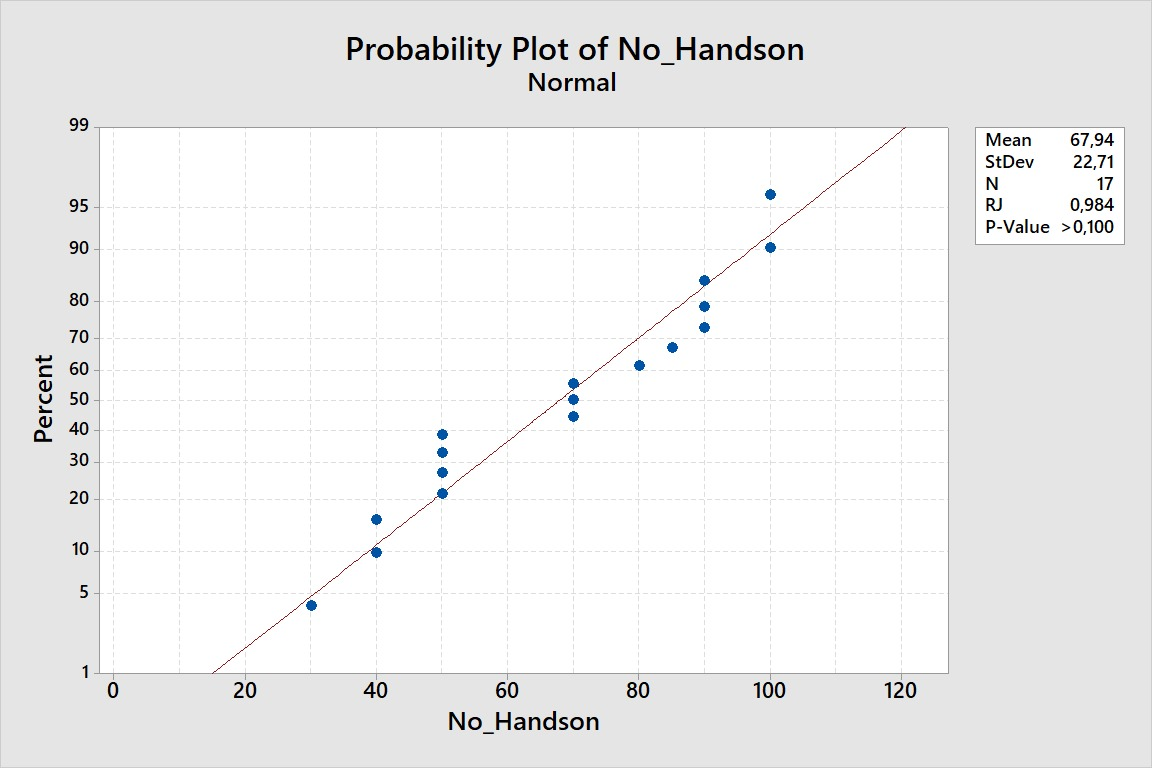 Probability Plot of No_Handson
Normal
99
95
90
80
70
60
50
40
30
20
10
5
1
Percent
0 20 40 60 80 100 120
No_Handson
Mean 67,94
StDev 22,71
N 17
RJ 0,984
P-Value >0,100